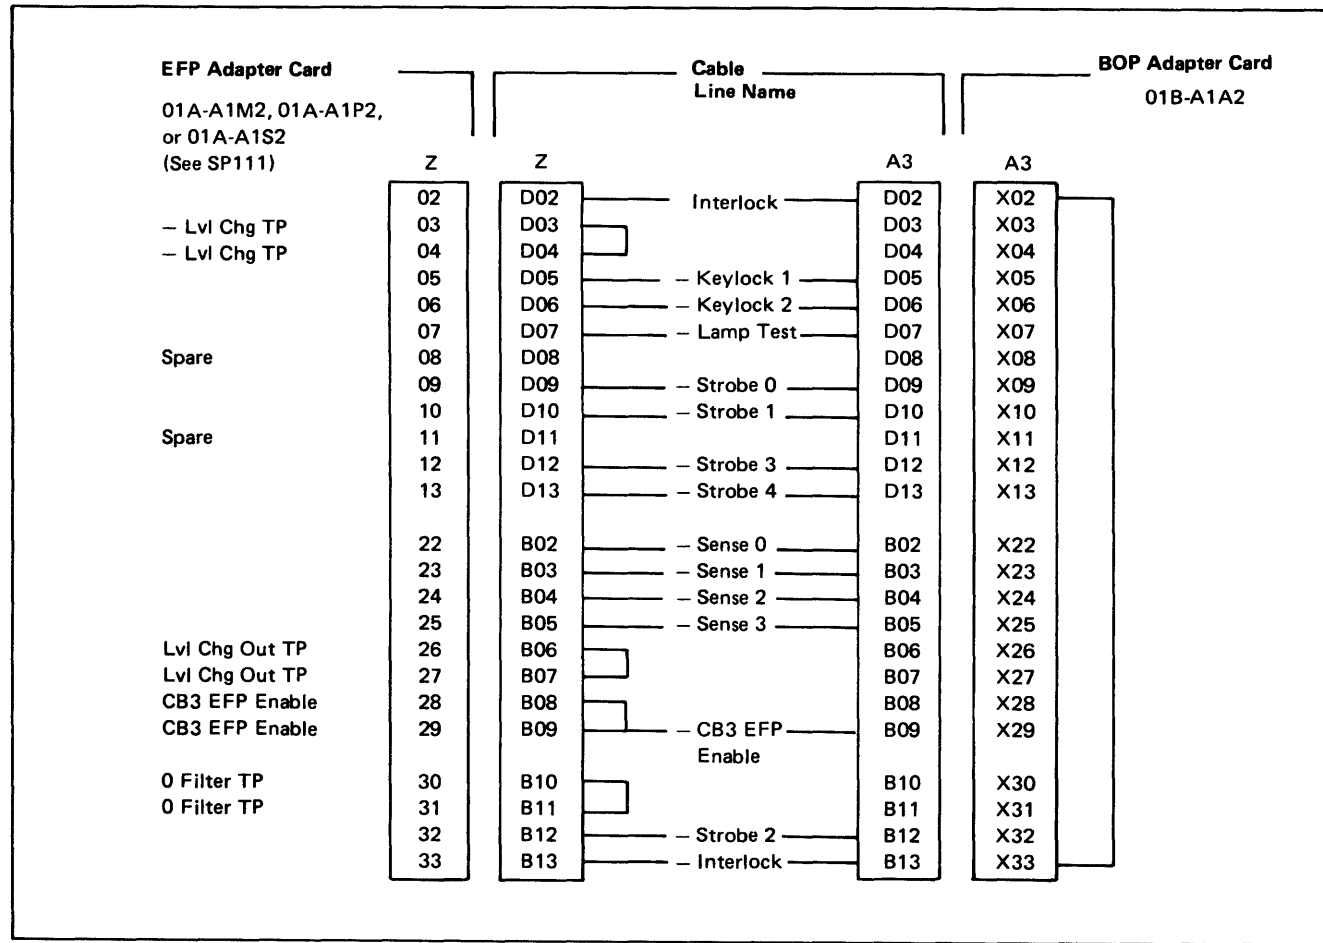 EFP Adapter Card Cable BOP Adapter Card
Line Name 01B-A1A2
01A-A1M2, 01A-A1P2,
or 01A-A1S2
(See SP111) Z Z A3 A3
02 D02 Interlock D02 X02
– Lvl Chg TP 03 D03 D03 X03
– Lvl Chg TP 04 D04 D04 X04
05 D05 – Keylock 1 D05 X05
06 D06 – Keylock 2 D06 X06
07 D07 – Lamp Test D07 X07
Spare 08 D08 D08 X08
09 D09 – Strobe 0 D09 X09
10 D10 – Strobe 1 D10 X10
Spare 11 D11 D11 X11
12 D12 – Strobe 3 D12 X12
13 D13 – Strobe 4 D13 X13
22 B02 – Sense 0 B02 X22
23 B03 – Sense 1 B03 X23
24 B04 – Sense 2 B04 X24
25 B05 – Sense 3 B05 X25
Lvl Chg Out TP 26 B06 B06 X26
Lvl Chg Out TP 27 B07 B07 X27
CB3 EFP Enable 28 B08 B08 X28
CB3 EFP Enable 29 B09 – CB3 EFP B09 X29
Enable
0 Filter TP 30 B10 B10 X30
0 Filter TP 31 B11 B11 X31
32 B12 – Strobe 2 B12 X32
33 B13 – Interlock B13 X33